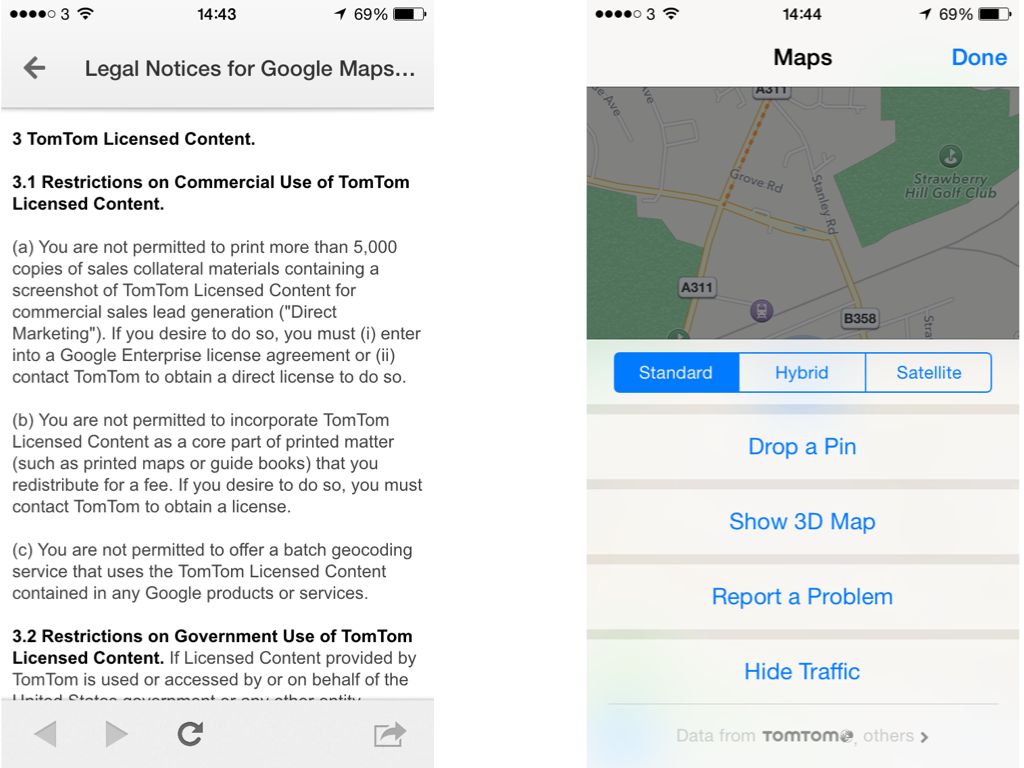 3 14:43 69%
Legal Notices for Google Maps...
3 TomTom Licensed Content.
3.1 Restrictions on Commercial Use of TomTom
Licensed Content.
(a) You are not permitted to print more than 5,000
copies of sales collateral materials containing a
screenshot of TomTom Licensed Content for
commercial sales lead generation ("Direct
Marketing"). If you desire to do so, you must (i) enter
into a Google Enterprise license agreement or (ii)
contact TomTom to obtain a direct license to do so.
(b) You are not permitted to incorporate TomTom
Licensed Content as a core part of printed matter
(such as printed maps or guide books) that you
redistribute for a fee. If you desire to do so, you must
contact TomTom to obtain a license.
(c) You are not permitted to offer a batch geocoding
service that uses the TomTom Licensed Content
contained in any Google products or services.
3.2 Restrictions on Government Use of TomTom
Licensed Content. If Licensed Content provided by
TomTom is used or accessed by or on behalf of the
United States government or any other entity
3 14:44 69%
Maps
Done
A311
Ave
Grove Rd
Stanley Rd
Strawberry
Hill Golf Club
A311
B358
Standard
Hybrid
Satellite
Drop a Pin
Show 3D Map
Report a Problem
Hide Traffic
Data from TOMTOM, others >